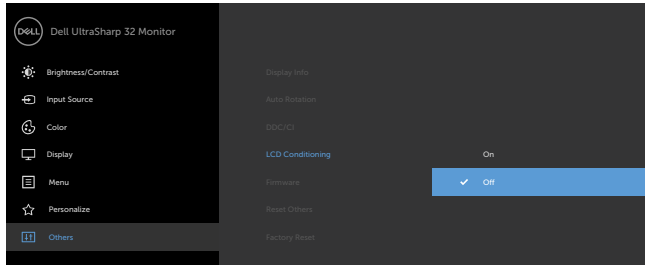 DELL Dell UltraSharp 32 Monitor
Brightness/Contrast Display Info
Input Source Auto Rotation
Color DDC/CI
Display LCD Conditioning On
Menu Firmware Off
Personalize Reset Others
Others Factory Reset